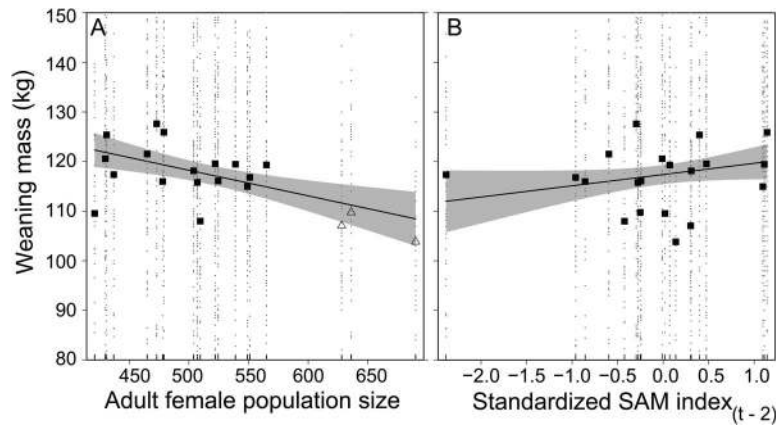 A
B
150
140
130
120
110
100
90
80
Weaning mass (kg)
450 500 550 600 650
−2.0 −1.5 −1.0 −0.5 0.0 0.5 1.0
Adult female population size
Standardized SAM index (t - 2)